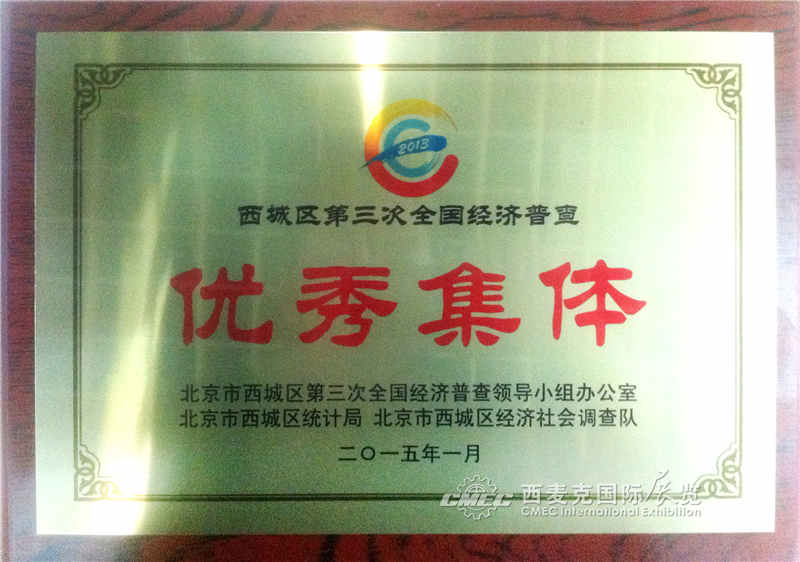 2013
西城区第三次全国经济普查
优秀集体
北京市西城区第三次全国经济普查领导小组办公室
北京市西城区统计局 北京市西城区经济社会调查队
二〇一五年一月
CMEC 西麦克国际展览
CMEC International Exhibition